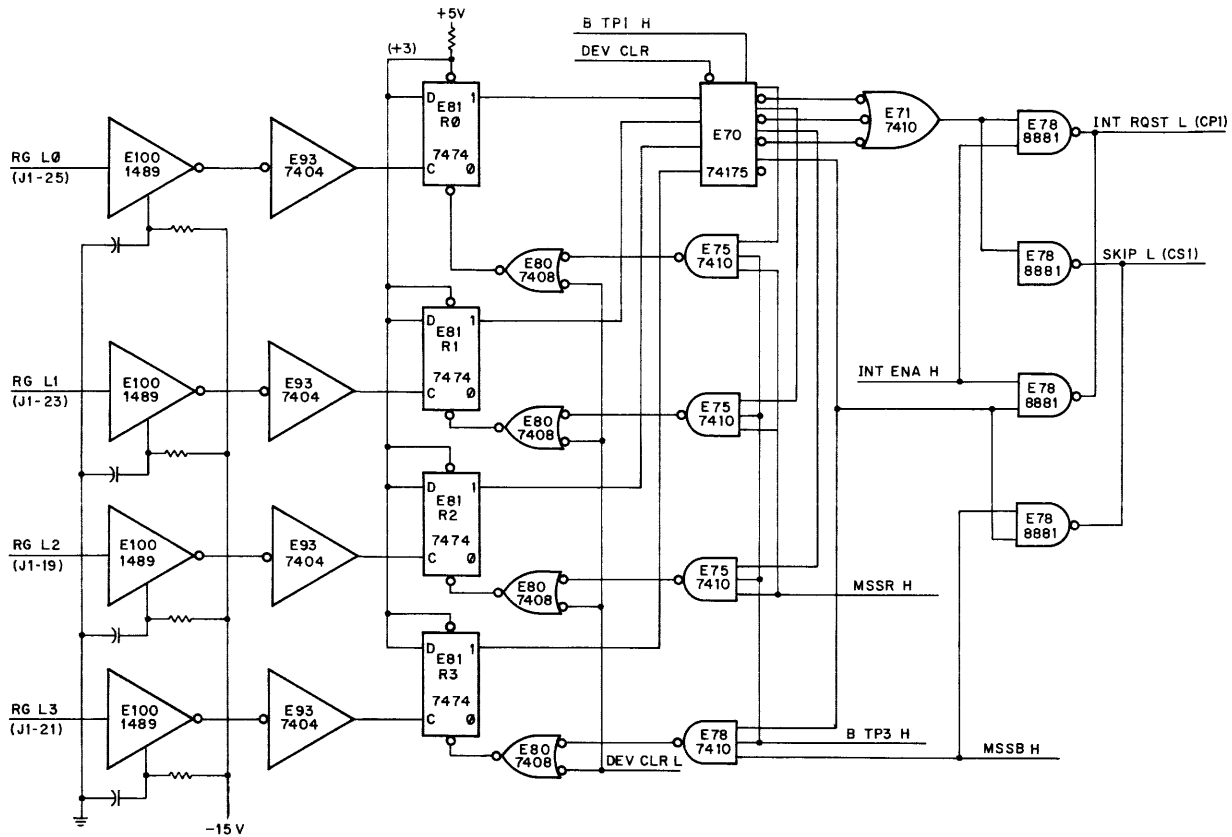 +5V
B TP1 H
(+3)
DEV CLR
D E81 1
R0
7474
C 0
E70
74175
E71
7410
E78
8881
INT RQST L (CP1)
RG L0
(J1-25)
E100
1489
E93
7404
E80
7408
E75
7410
E78
8881
SKIP L (CS1)
D 1
E81
R1
7474
C 0
RG L1
(J1-23)
E100
1489
E93
7404
INT ENA H
E78
8881
E80
7408
E75
7410
D 1
E81
R2
7474
C 0
RG L2
(J1-19)
E100
1489
E93
7404
E78
8881
E80
7408
E75
7410
MSSR H
D 1
E81
R3
7474
C 0
RG L3
(J1-21)
E100
1489
E93
7404
E80
7408
DEV CLR L
E78
7410
B TP3 H
MSSB H
-15V